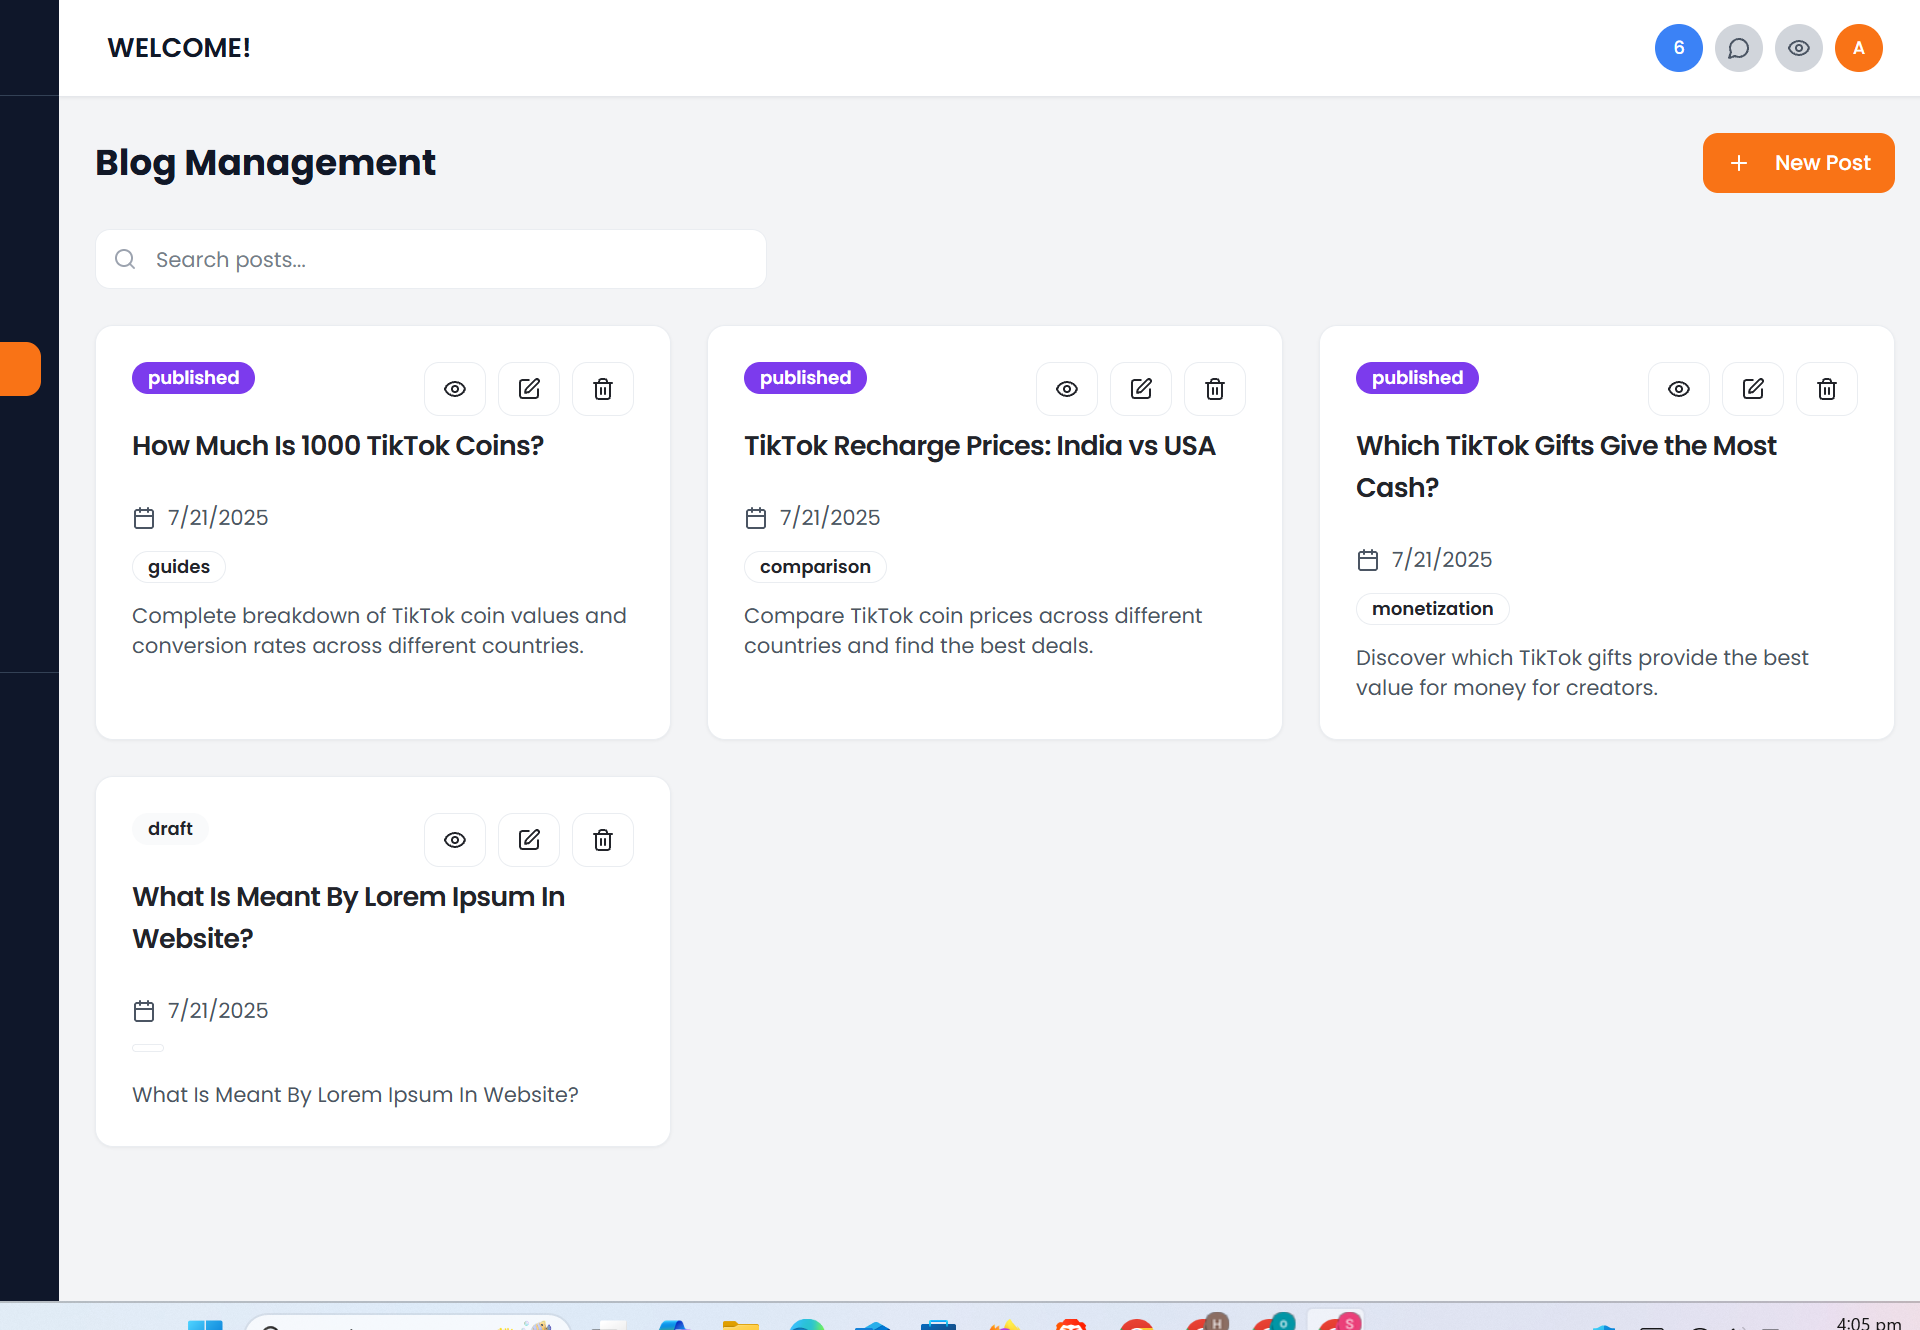 WELCOME!
6
A
Blog Management
New Post
Search posts...
published
How Much Is 1000 TikTok Coins?
7/21/2025
guides
Complete breakdown of TikTok coin values and
conversion rates across different countries.
published
TikTok Recharge Prices: India vs USA
7/21/2025
comparison
Compare TikTok coin prices across different
countries and find the best deals.
published
Which TikTok Gifts Give the Most
Cash?
7/21/2025
monetization
Discover which TikTok gifts provide the best
value for money for creators.
draft
What Is Meant By Lorem Ipsum In
Website?
7/21/2025
What Is Meant By Lorem Ipsum In Website?
H
O
S
4:05 pm